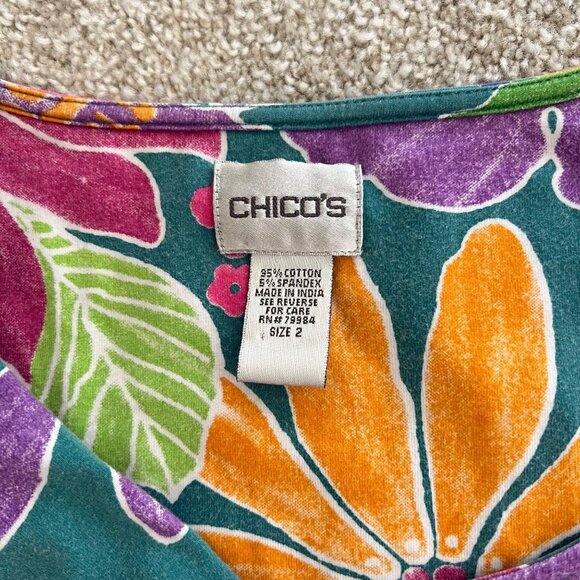 CHICO'S
95% COTTON
5% SPANDEX
MADE IN INDIA
SEE REVERSE
FOR CARE
RN# 79984
SIZE 2